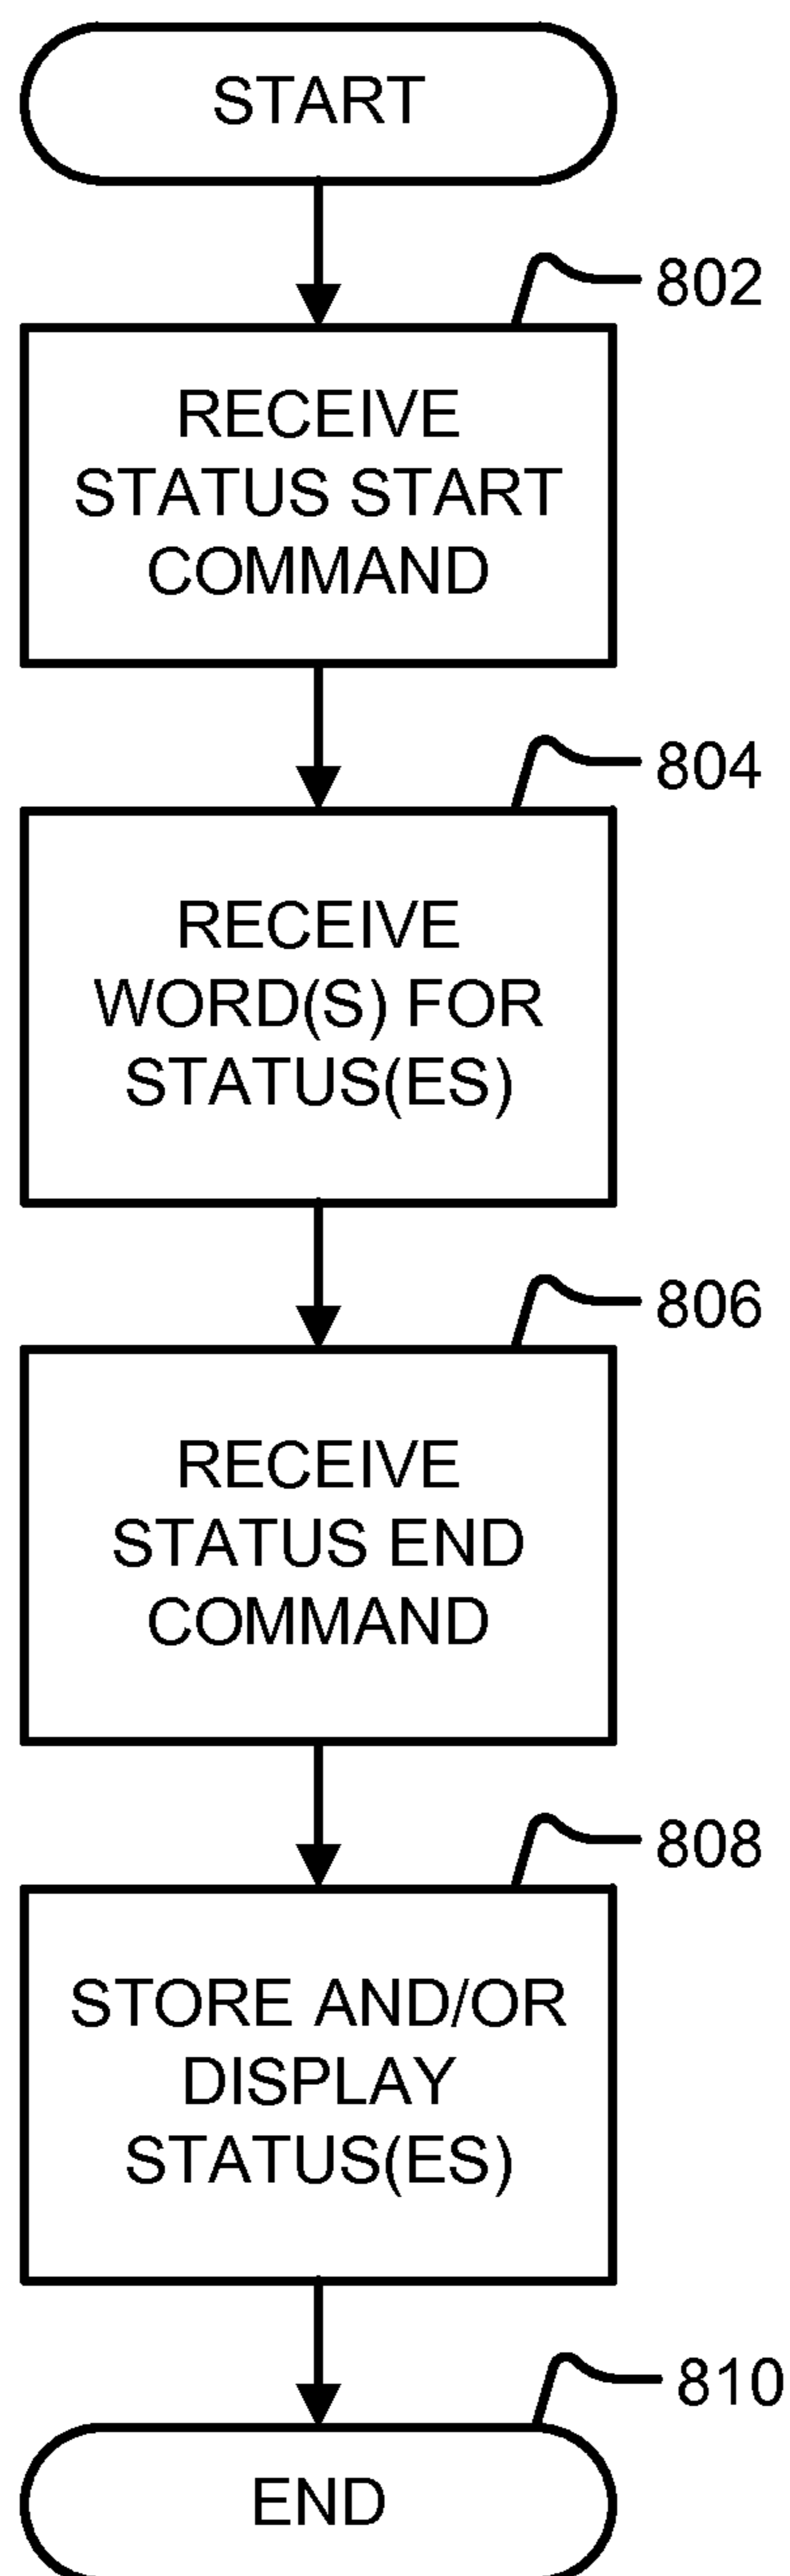 START
802
RECEIVE
STATUS START
COMMAND
804
RECEIVE
WORD(S) FOR
STATUS(ES)
806
RECEIVE
STATUS END
COMMAND
808
STORE AND/OR
DISPLAY
STATUS(ES)
810
END